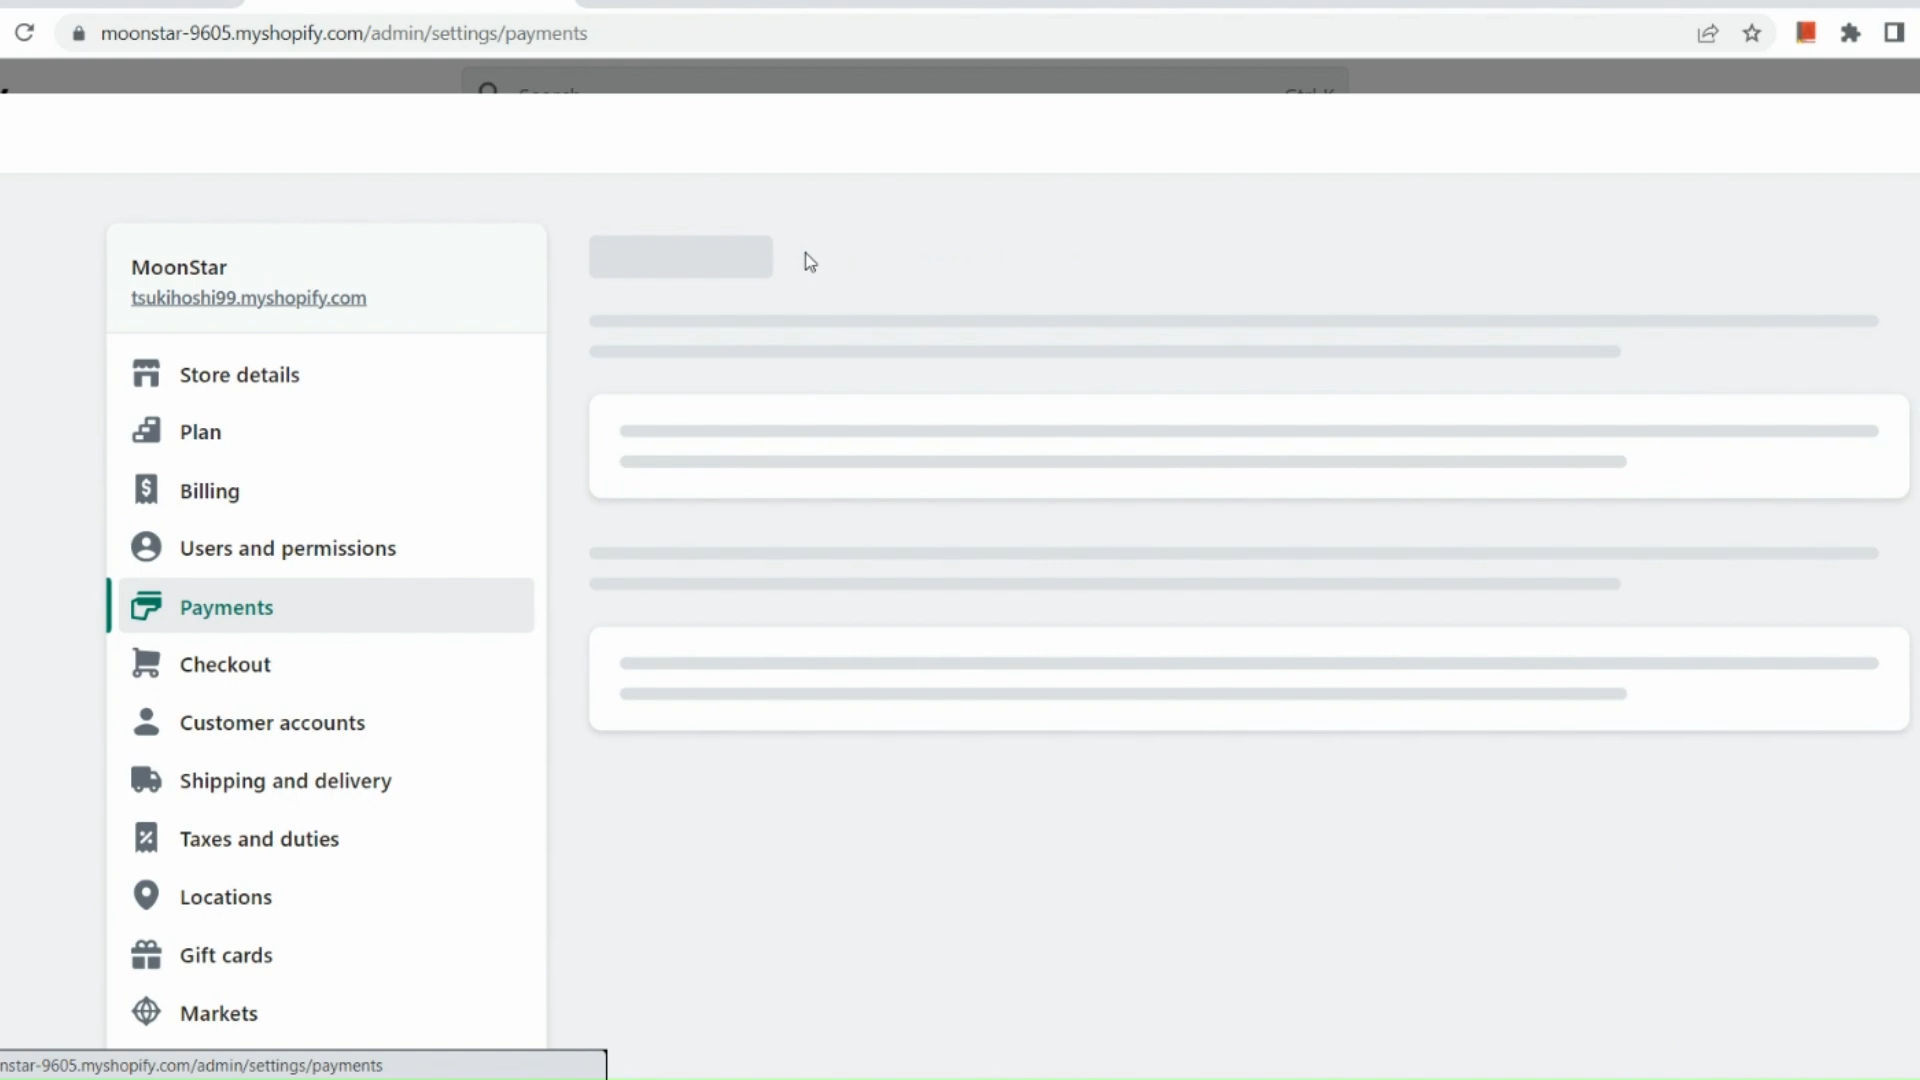 moonstar-9605.myshopify.com/admin/settings/payments
Search
Ctrl K
MoonStar
tsukihoshi99.myshopify.com
Store details
Plan
Billing
Users and permissions
Payments
Checkout
Customer accounts
Shipping and delivery
Taxes and duties
Locations
Gift cards
Markets
nstar-9605.myshopify.com/admin/settings/payments